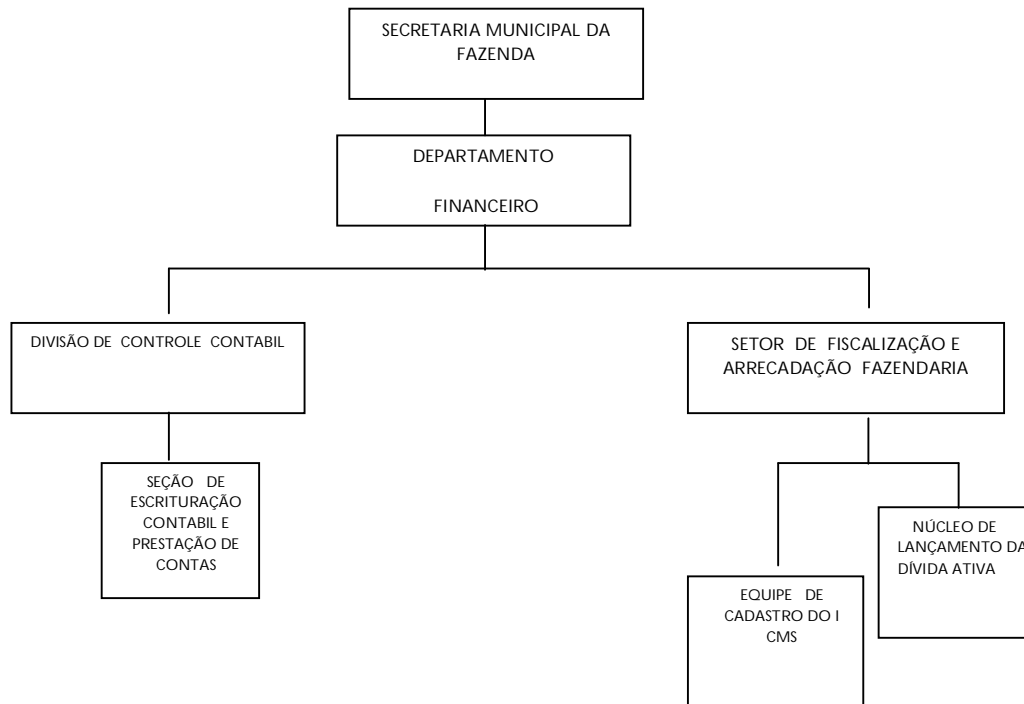 SECRETARIA MUNICIPAL DA
FAZENDA
DEPARTAMENTO
FINANCEIRO
DIVISÃO DE CONTROLE CONTABIL
SETOR DE FISCALIZAÇÃO E
ARRECADAÇÃO FAZENDARIA
SEÇÃO DE
ESCRITURAÇÃO
CONTABIL E
PRESTAÇÃO DE
CONTAS
NÚCLEO DE
LANÇAMENTO DA
DÍVIDA ATIVA
EQUIPE DE
CADASTRO DO I
CMS